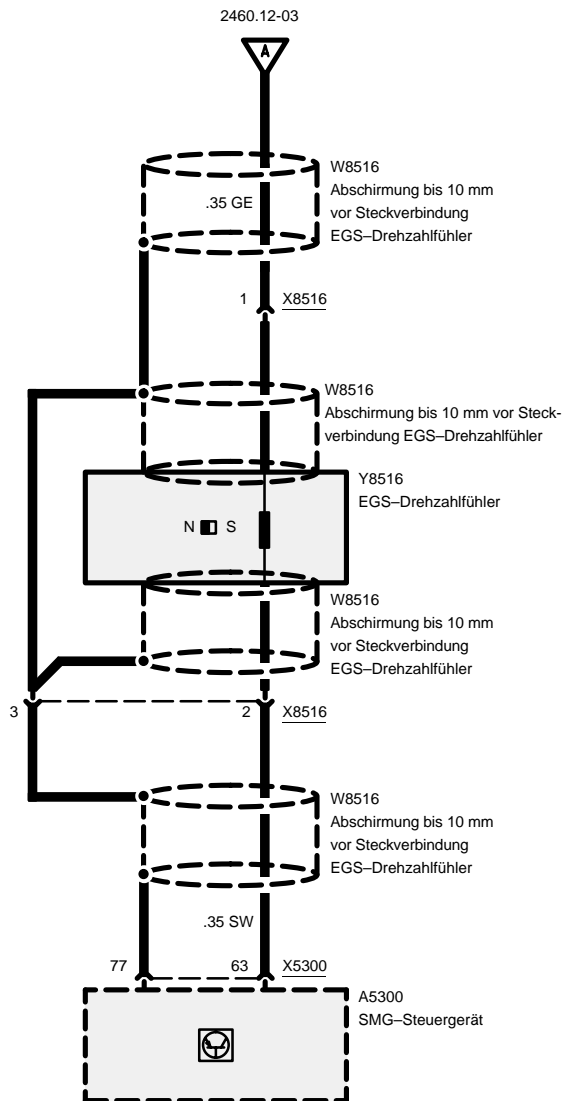 2460.12-03
A
W8516
Abschirmung bis 10 mm
vor Steckverbindung
EGS–Drehzahlfühler
.35 GE
1 X8516
W8516
Abschirmung bis 10 mm vor Steck-
verbindung EGS–Drehzahlfühler
Y8516
EGS–Drehzahlfühler
N S
W8516
Abschirmung bis 10 mm
vor Steckverbindung
EGS–Drehzahlfühler
3 2 X8516
W8516
Abschirmung bis 10 mm
vor Steckverbindung
EGS–Drehzahlfühler
.35 SW
77 63 X5300
A5300
SMG–Steuergerät